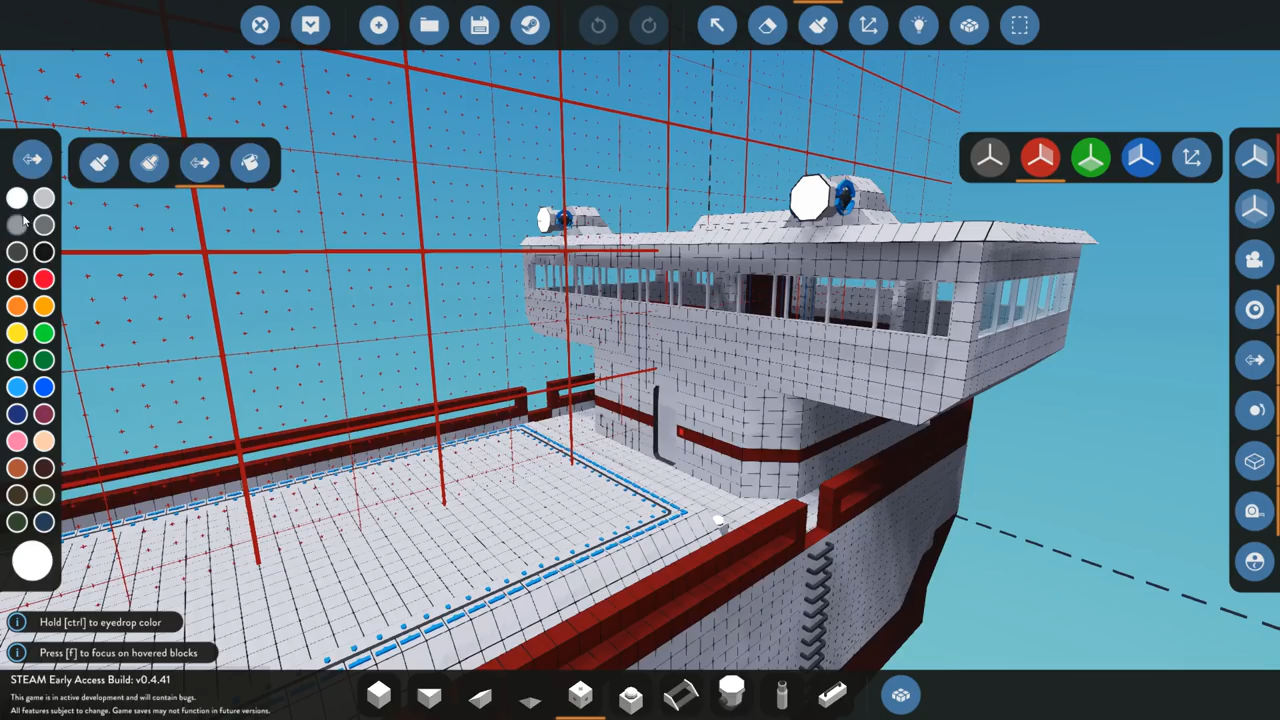 Hold [ctrl] to eyedrop color
Press [f] to focus on hovered blocks
STEAM Early Access Build: v0.4.41
This game is in active development and will contain bugs.
All features subject to change. Game saves may not function in future versions.